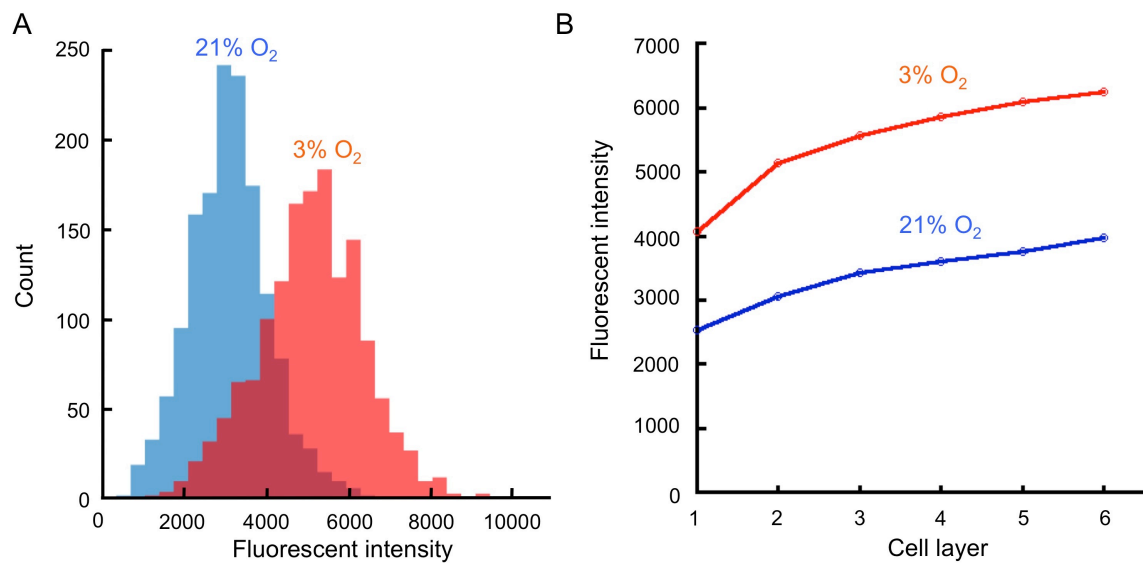 A
21% O₂
3% O₂
250
200
150
100
50
0
Count
0 2000 4000 6000 8000 10000
Fluorescent intensity
B
3% O₂
21% O₂
7000
6000
5000
4000
3000
2000
1000
0
Fluorescent intensity
1 2 3 4 5 6
Cell layer